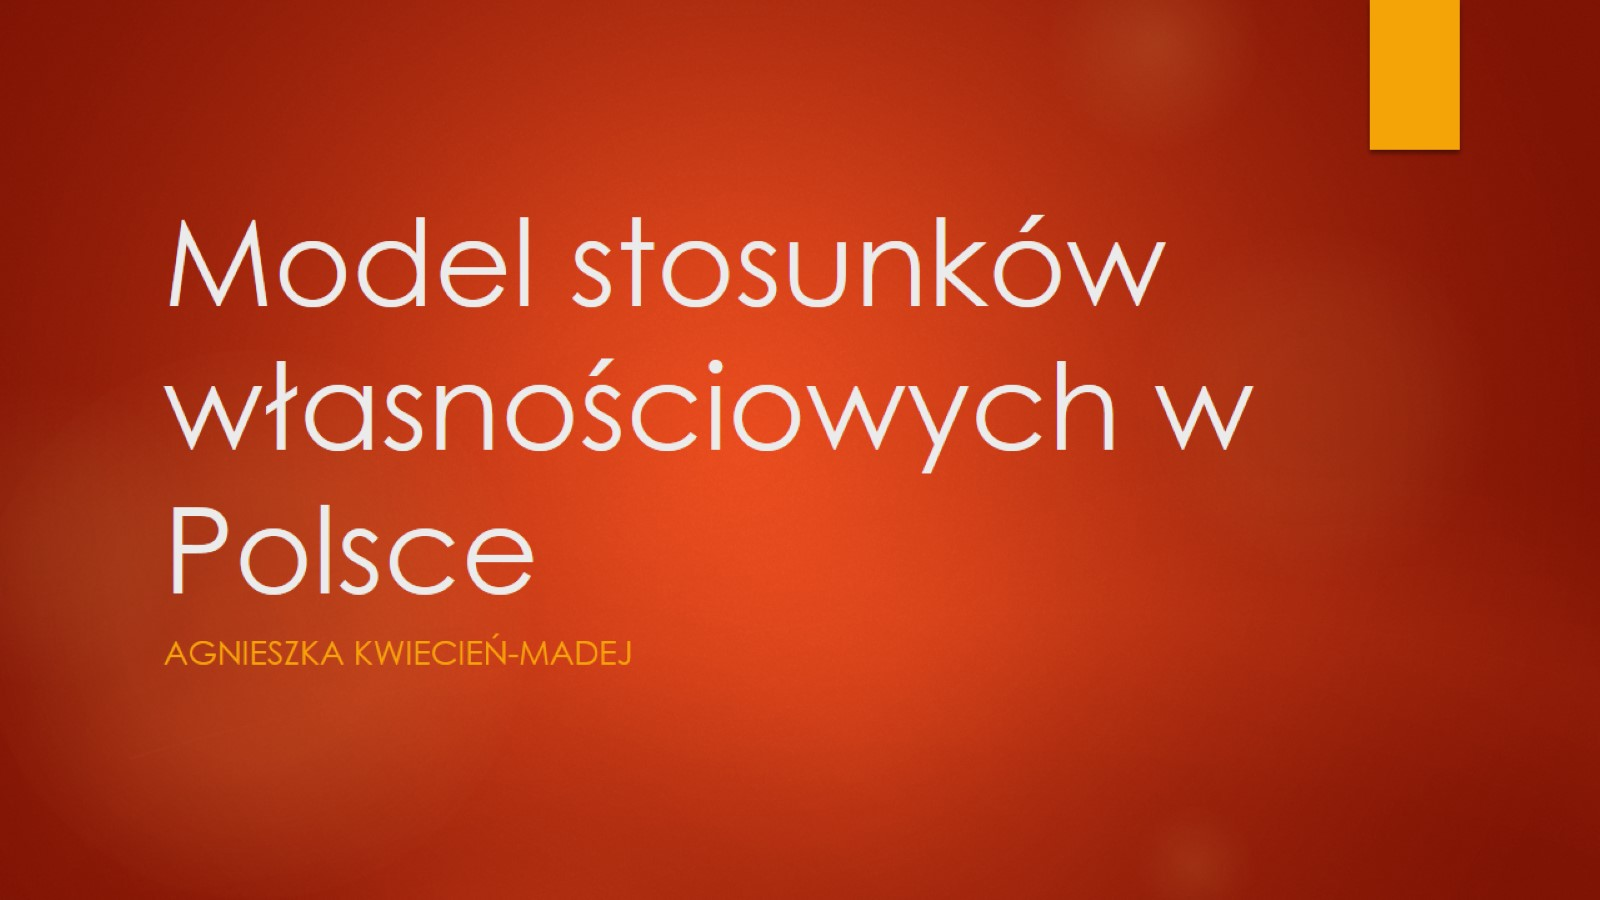 Model stosunków
własnościowych w
Polsce
AGNIESZKA KWIECIEŃ-MADEJ